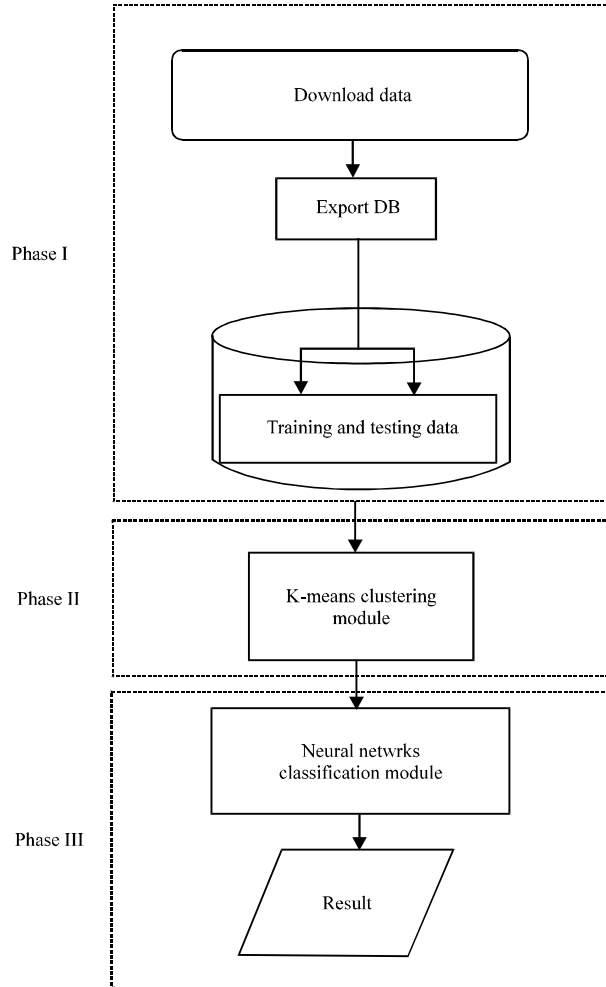 Download data
Export DB
Phase I
Training and testing data
Phase II
K-means clustering
module
Neural netwrks
classification module
Phase III
Result